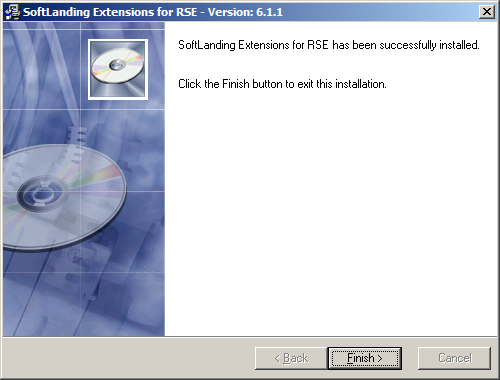 SoftLanding Extensions for RSE - Version: 6.1.1
SoftLanding Extensions for RSE has been successfully installed.
Click the Finish button to exit this installation.
< Back
Finish >
Cancel